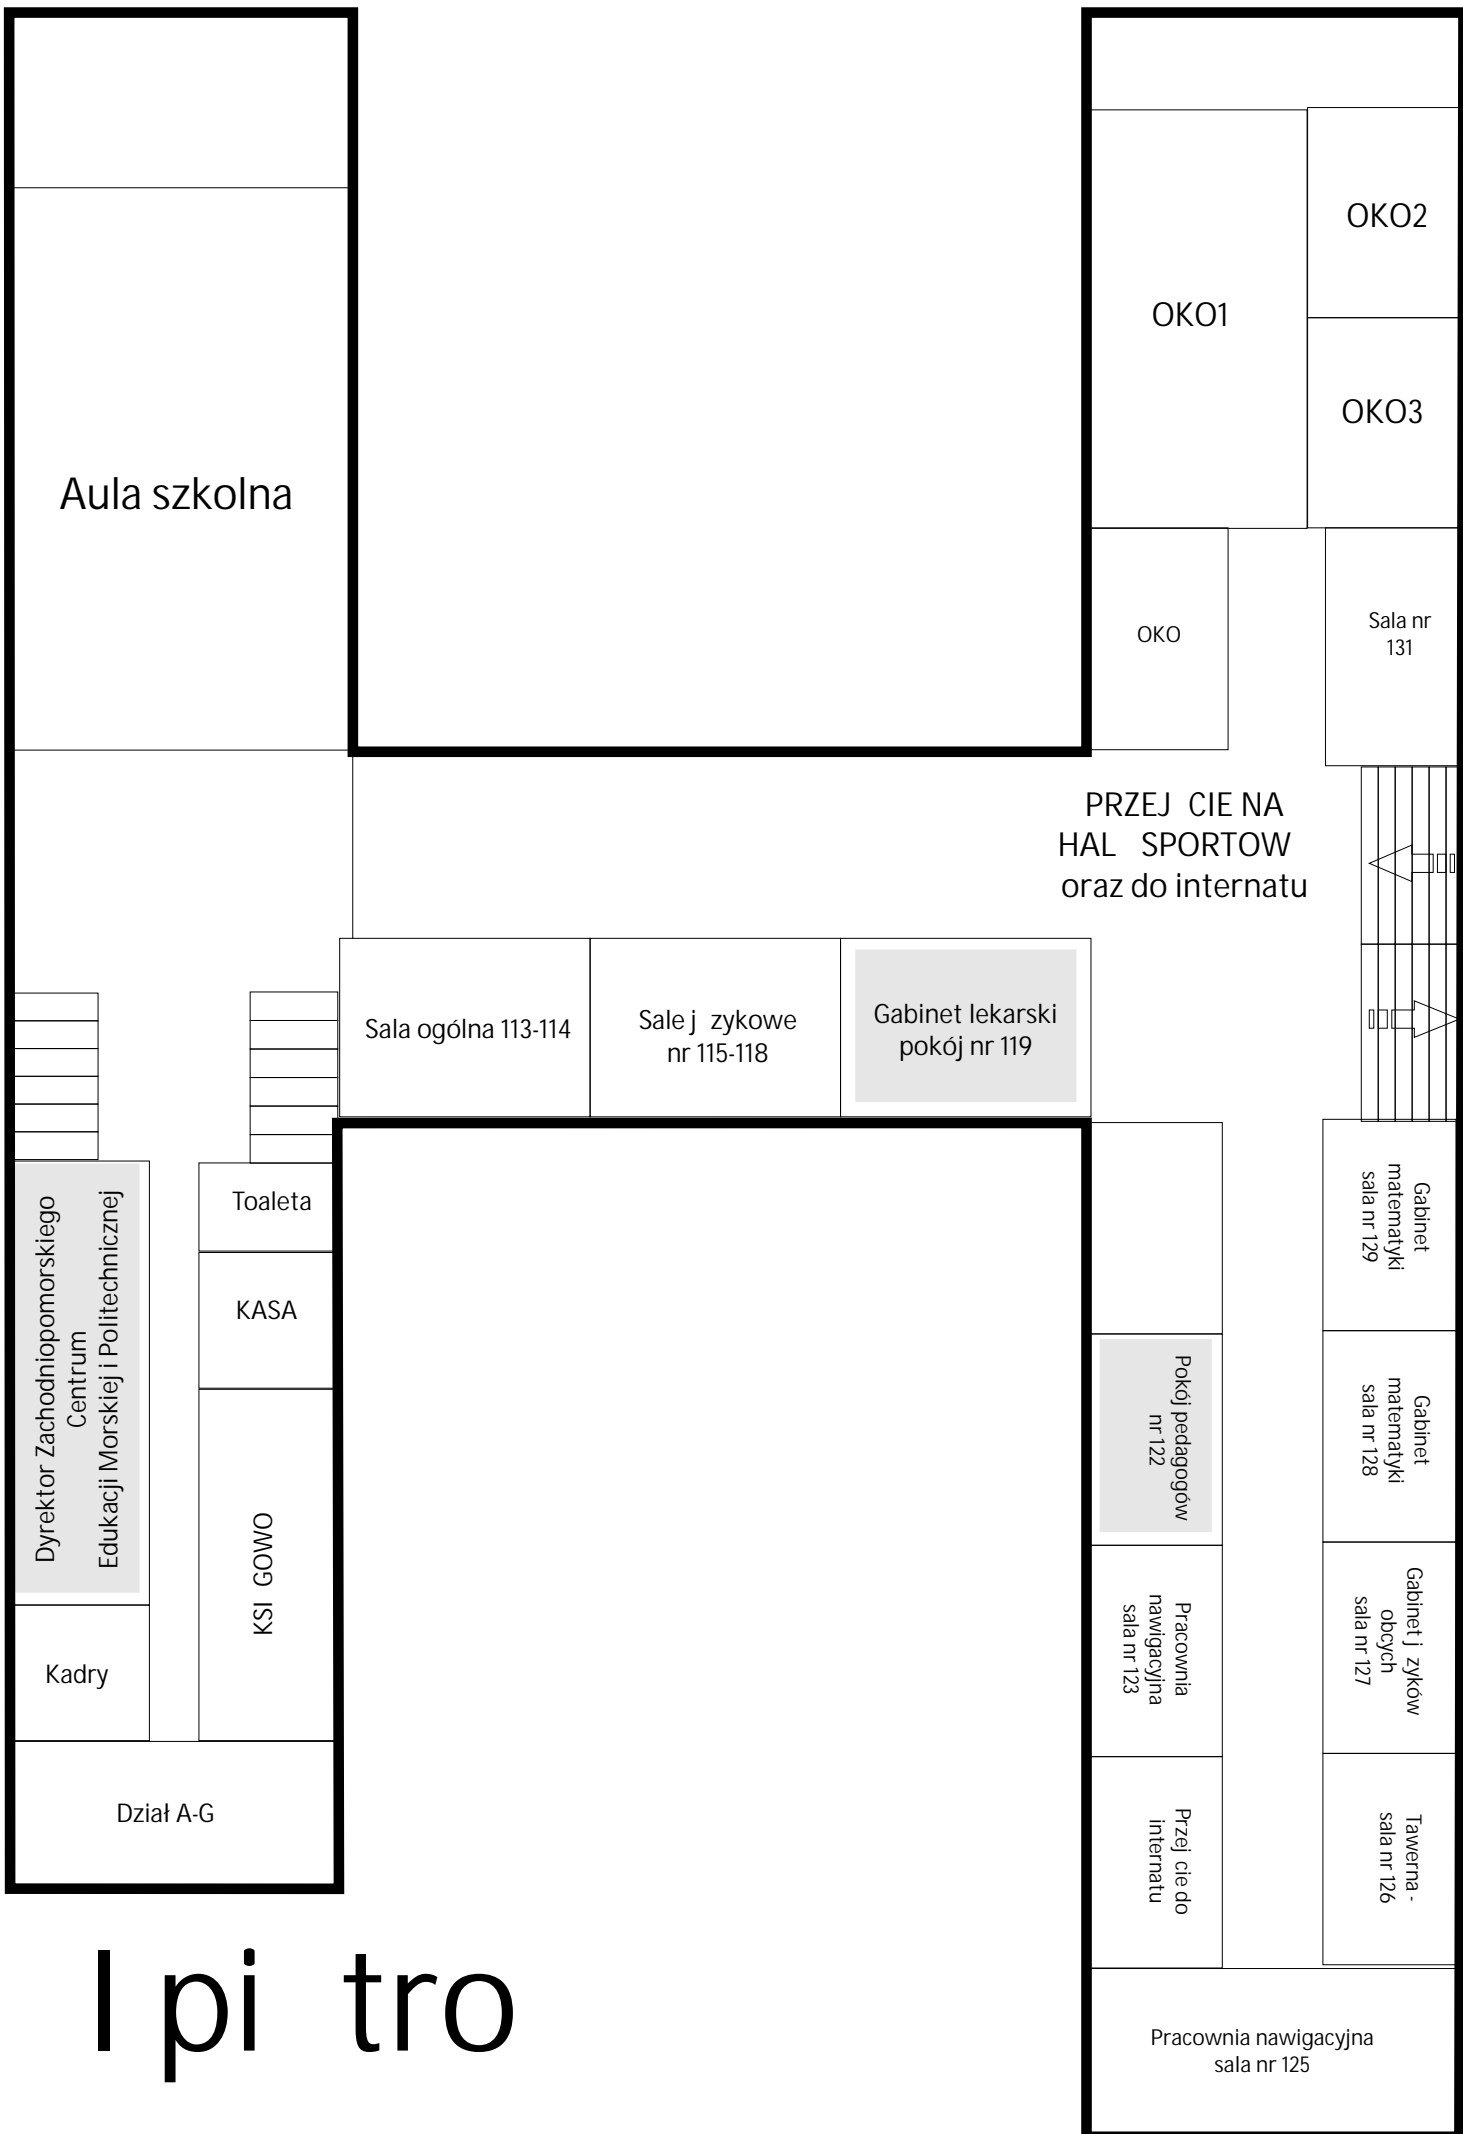 OKO2
OKO1
OKO3
Aula szkolna
OKO
Sala nr
131
PRZEJ CIE NA
HAL SPORTOW
oraz do internatu
Sala ogólna 113-114
Sale j zykowe
nr 115-118
Gabinet lekarski
pokój nr 119
Toaleta
KASA
Dyrektor Zachodniopomorskiego
Centrum
Edukacji Morskiej i Politechnicznej
KSI GOWO
Kadry
Dział A-G
Gabinet
matematyki
sala nr 129
Pokój pedagogów
nr 122
Gabinet
matematyki
sala nr 128
Pracownia
nawigacyjna
sala nr 123
Gabinet j zyków
obcych
sala nr 127
Przej cie do
internatu
Tawerna -
sala nr 126
Pracownia nawigacyjna
sala nr 125
I pi tro